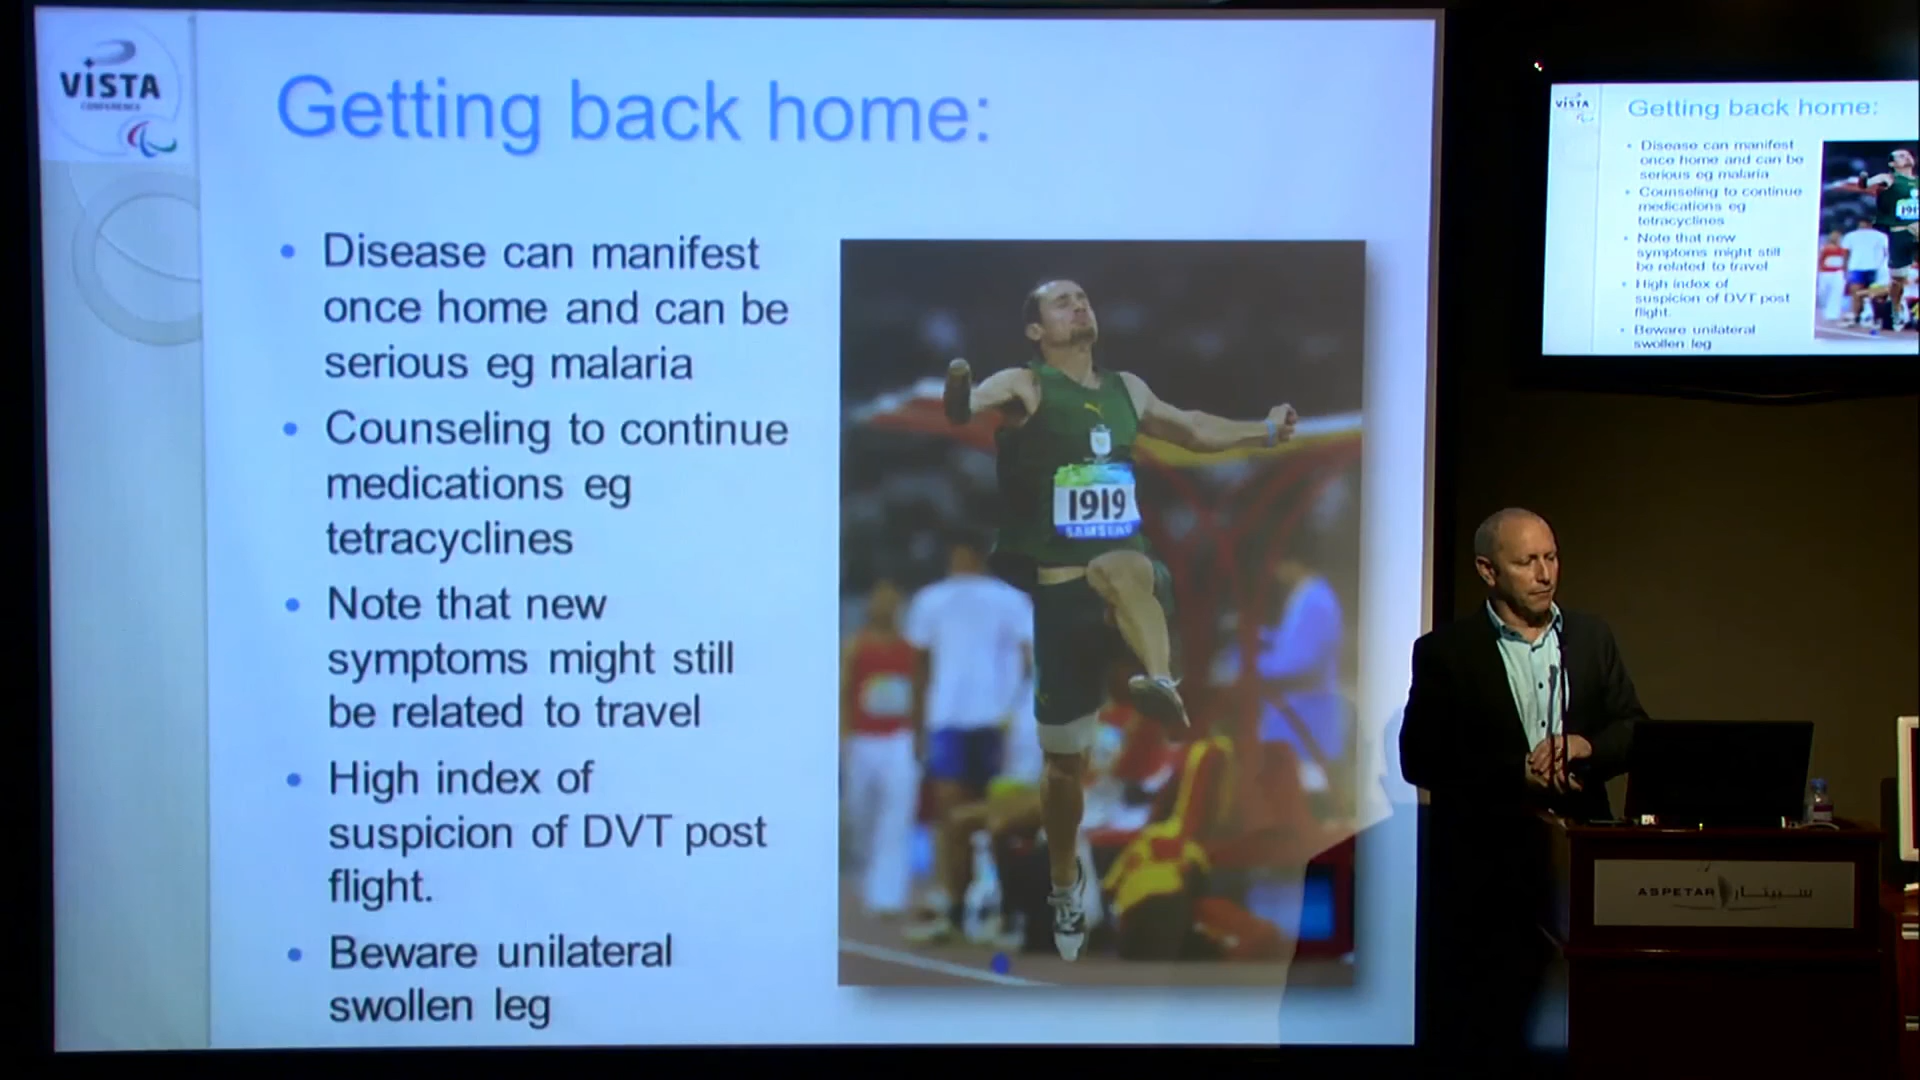 VISTA
CONFERENCE
Getting back home:
• Disease can manifest
once home and can be
serious eg malaria
• Counseling to continue
medications eg
tetracyclines
• Note that new
symptoms might still
be related to travel
• High index of
suspicion of DVT post
flight.
• Beware unilateral
swollen leg
1919
SAMSUNG
VISTA
Getting back home:
• Disease can manifest
once home and can be
serious eg malaria
• Counseling to continue
medications eg
tetracyclines
• Note that new
symptoms might still
be related to travel
• High index of
suspicion of DVT post
flight.
• Beware unilateral
swollen leg
191
ASPETAR سبيتار